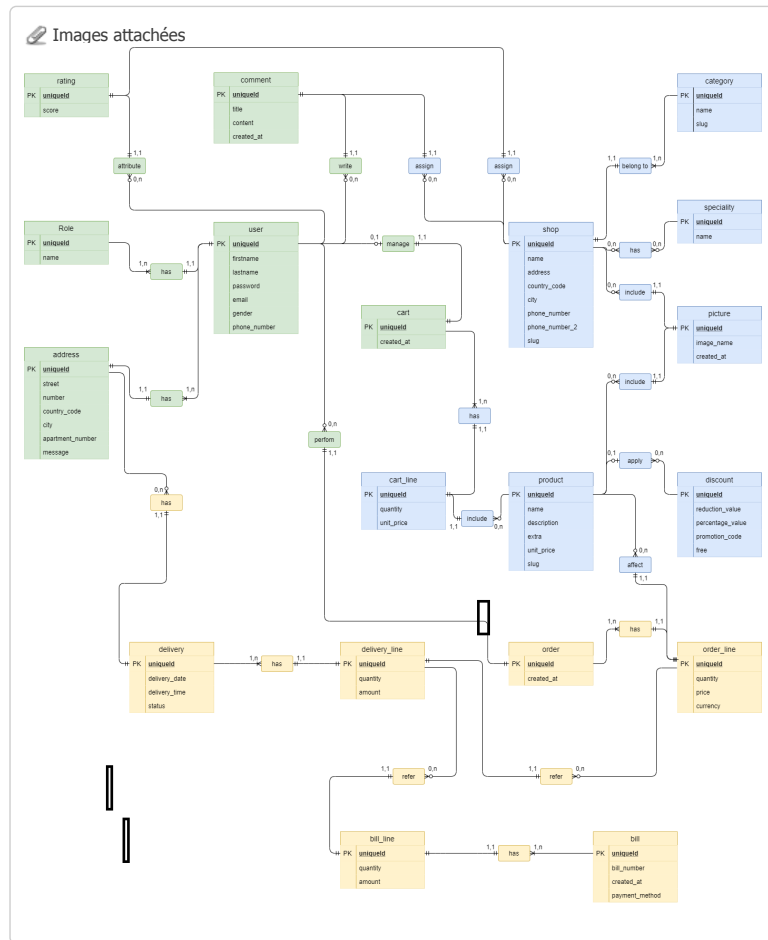 Images attachées
rating
PK uniqueId
score
comment
PK uniqueId
title
content
created_at
category
PK uniqueId
name
slug
1,1
attribute
0,n
1,1
write
0,n
1,1
assign
0,n
1,1
assign
0,n
1,1
belong to
1,n
Role
PK uniqueId
name
1,n
has
1,1
user
PK uniqueId
firstname
lastname
password
email
gender
phone_number
0,1
manage
1,1
shop
PK uniqueId
name
address
country_code
city
phone_number
phone_number_2
slug
speciality
PK uniqueId
name
0,n
has
0,n
0,n
include
1,1
picture
PK uniqueId
image_name
created_at
cart
PK uniqueId
created_at
address
PK uniqueId
street
number
country_code
city
apartment_number
message
1,1
has
1,n
0,n
include
1,1
1,n
has
1,1
0,n
perfom
1,1
cart_line
PK uniqueId
quantity
unit_price
1,1
include
0,n
product
PK uniqueId
name
description
extra
unit_price
slug
0,1
apply
0,n
discount
PK uniqueId
reduction_value
percentage_value
promotion_code
free
0,n
has
1,1
0,n
affect
1,1
delivery
PK uniqueId
delivery_date
delivery_time
status
1,n
has
1,1
delivery_line
PK uniqueId
quantity
amount
order
PK uniqueId
created_at
1,n
has
1,1
order_line
PK uniqueId
quantity
price
currency
1,1
refer
0,n
1,1
refer
0,n
bill_line
PK uniqueId
quantity
amount
1,1
has
1,n
bill
PK uniqueId
bill_number
created_at
payment_method